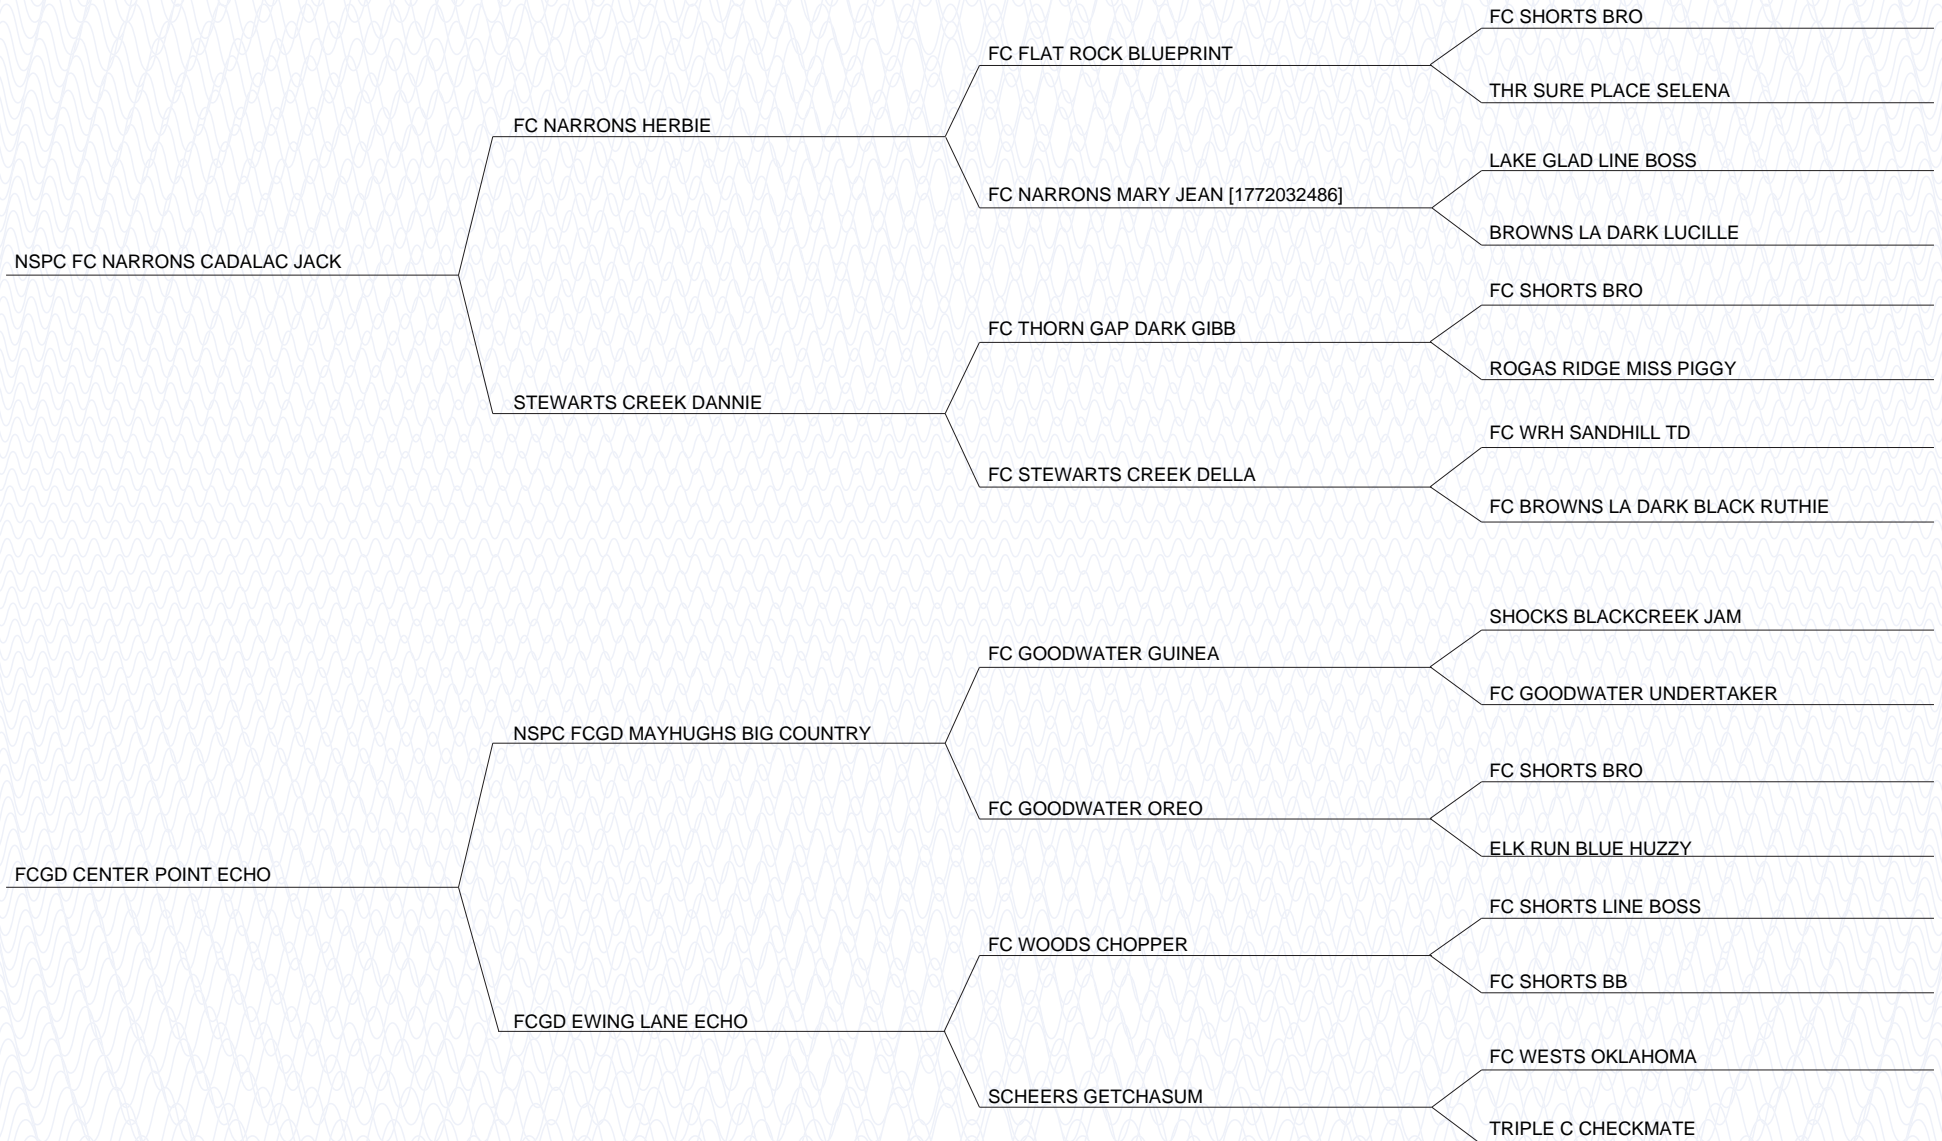 FC SHORTS BRO
FC FLAT ROCK BLUEPRINT
THR SURE PLACE SELENA
FC NARRONS HERBIE
LAKE GLAD LINE BOSS
FC NARRONS MARY JEAN [1772032486]
BROWNS LA DARK LUCILLE
NSPC FC NARRONS CADALAC JACK
FC SHORTS BRO
FC THORN GAP DARK GIBB
ROGAS RIDGE MISS PIGGY
STEWARTS CREEK DANNIE
FC WRH SANDHILL TD
FC STEWARTS CREEK DELLA
FC BROWNS LA DARK BLACK RUTHIE
SHOCKS BLACKCREEK JAM
FC GOODWATER GUINEA
FC GOODWATER UNDERTAKER
NSPC FCGD MAYHUGHS BIG COUNTRY
FC SHORTS BRO
FC GOODWATER OREO
ELK RUN BLUE HUZZY
FCGD CENTER POINT ECHO
FC SHORTS LINE BOSS
FC WOODS CHOPPER
FC SHORTS BB
FCGD EWING LANE ECHO
FC WESTS OKLAHOMA
SCHEERS GETCHASUM
TRIPLE C CHECKMATE